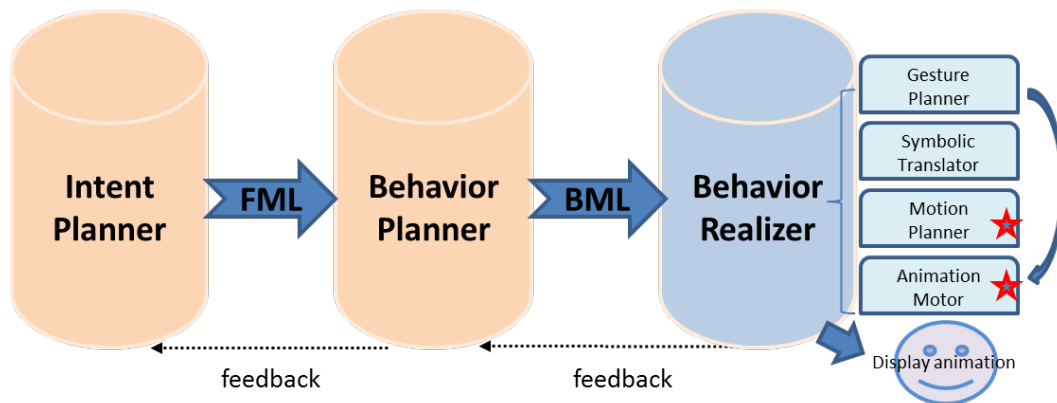 Intent
Planner
FML
Behavior
Planner
BML
Behavior
Realizer
Gesture
Planner
Symbolic
Translator
Motion
Planner
Animation
Motor
Display animation
feedback
feedback